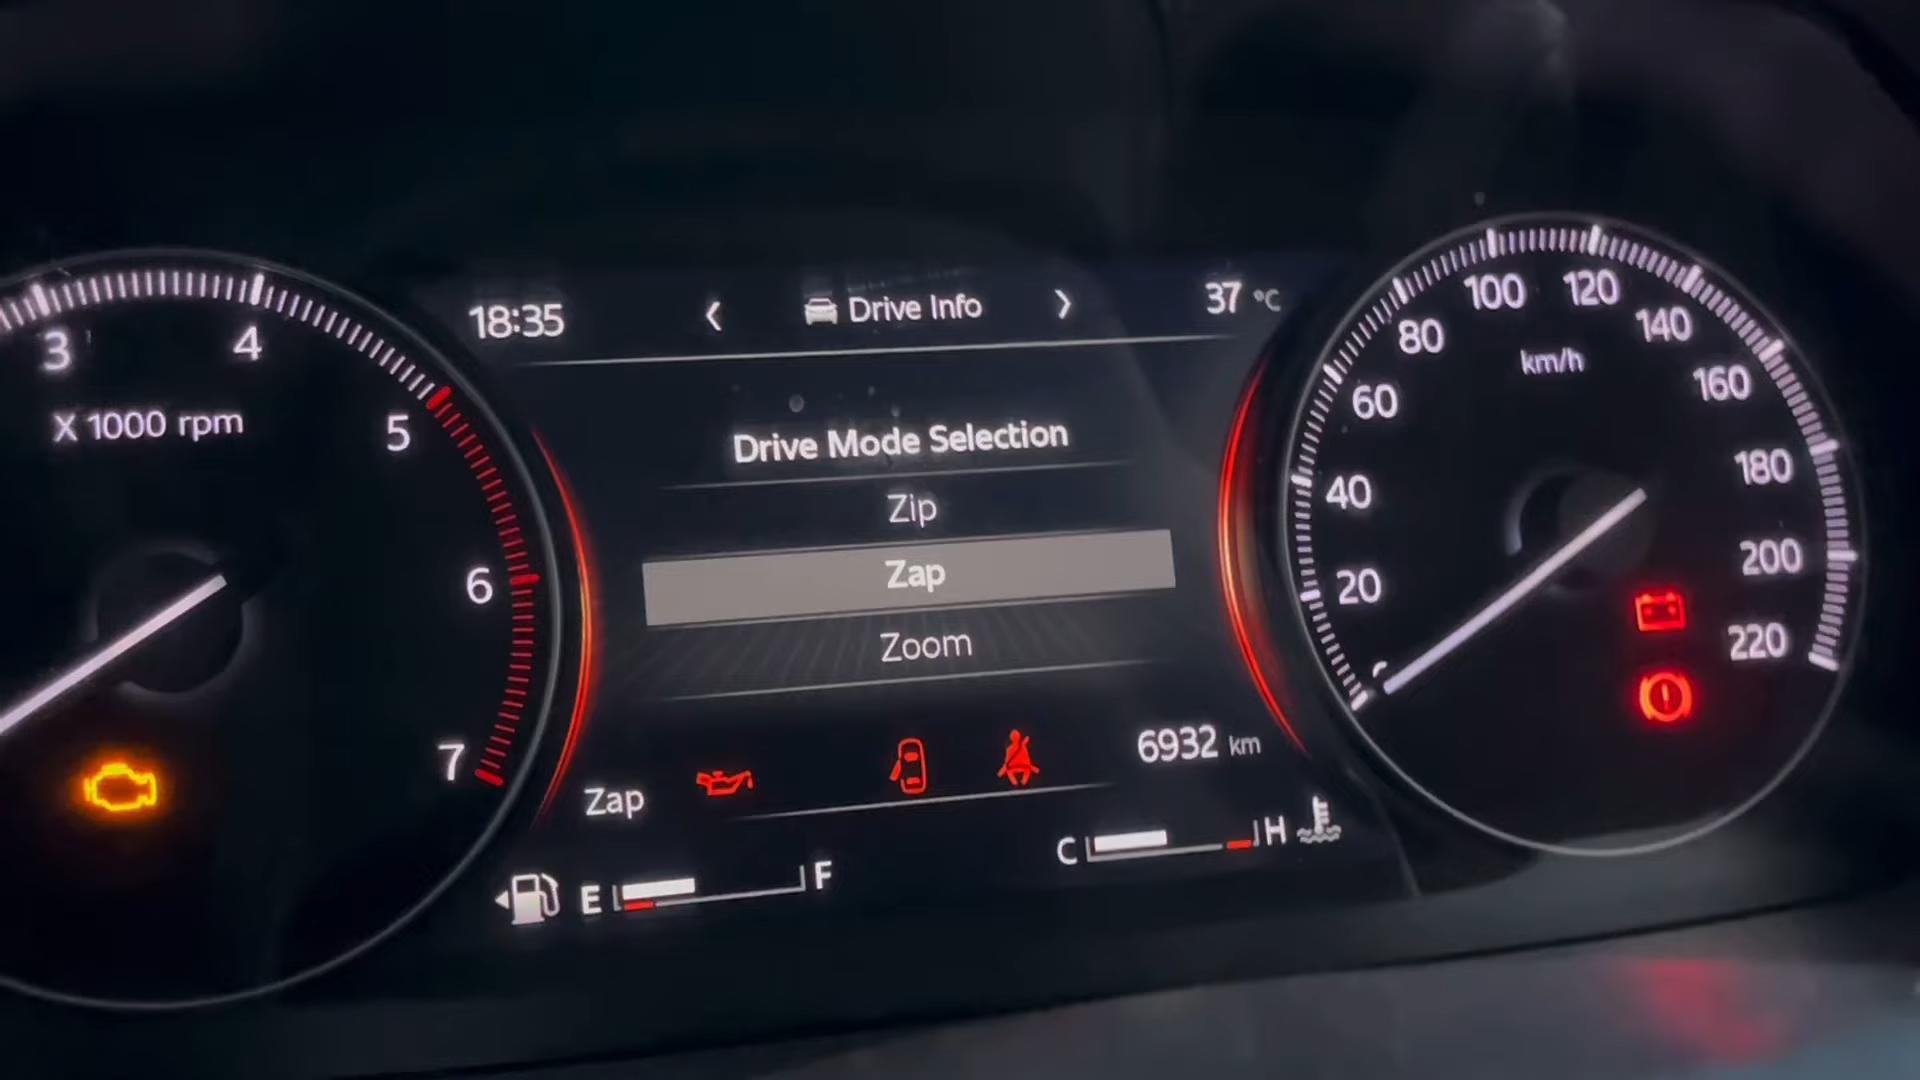 18:35 < Drive Info > 37 °C
3 4 5 6 7
X 1000 rpm
Drive Mode Selection
Zip
Zap
Zoom
Zap
6932 km
E F
C H
20 40 60 80 100 120 140 160 180 200 220
km/h